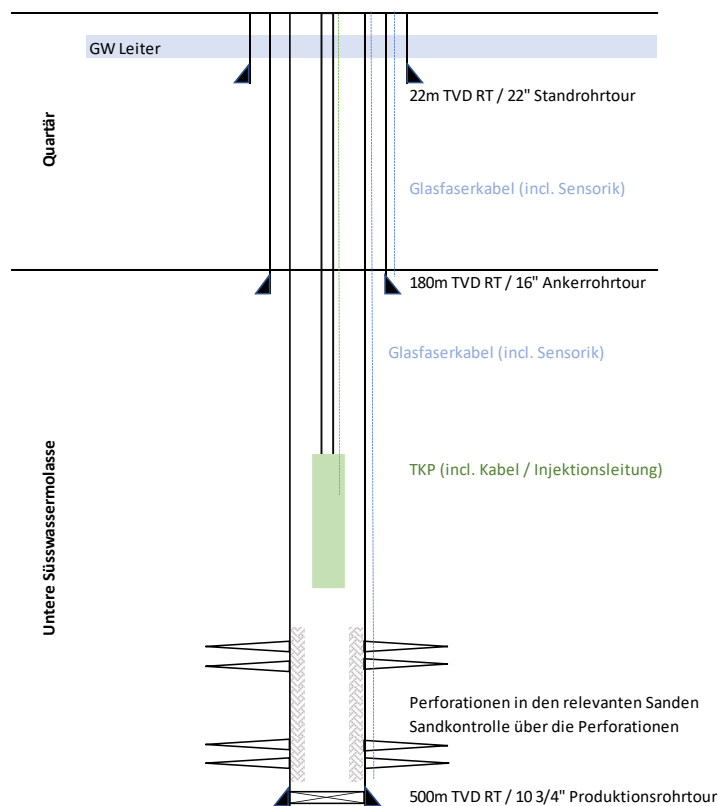 GW Leiter
22m TVD RT / 22" Standrohrtour
Quartär
Glasfaserkabel (incl. Sensorik)
180m TVD RT / 16" Ankerrohrtour
Glasfaserkabel (incl. Sensorik)
TKP (incl. Kabel / Injektionsleitung)
Untere Süsswassermolasse
Perforationen in den relevanten Sanden
Sandkontrolle über die Perforationen
500m TVD RT / 10 3/4" Produktionsrohrtour